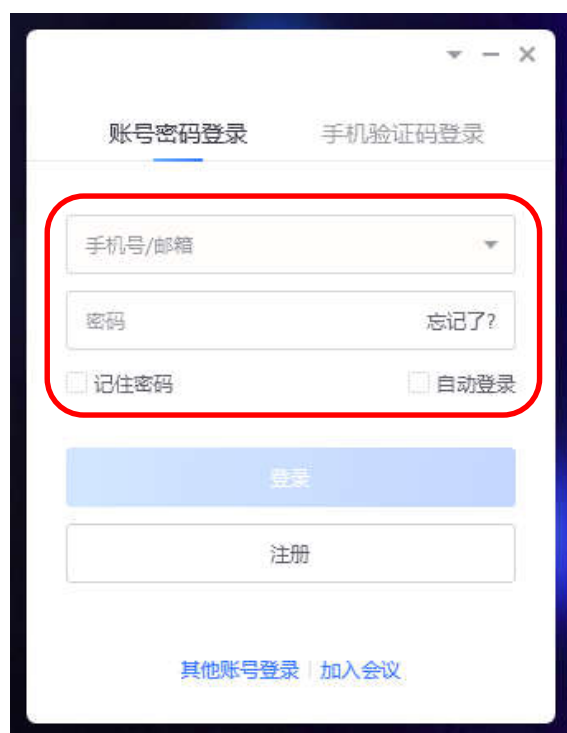 账号密码登录 手机验证码登录
手机号/邮箱
密码 忘记了?
记住密码 自动登录
登录
注册
其他账号登录 | 加入会议